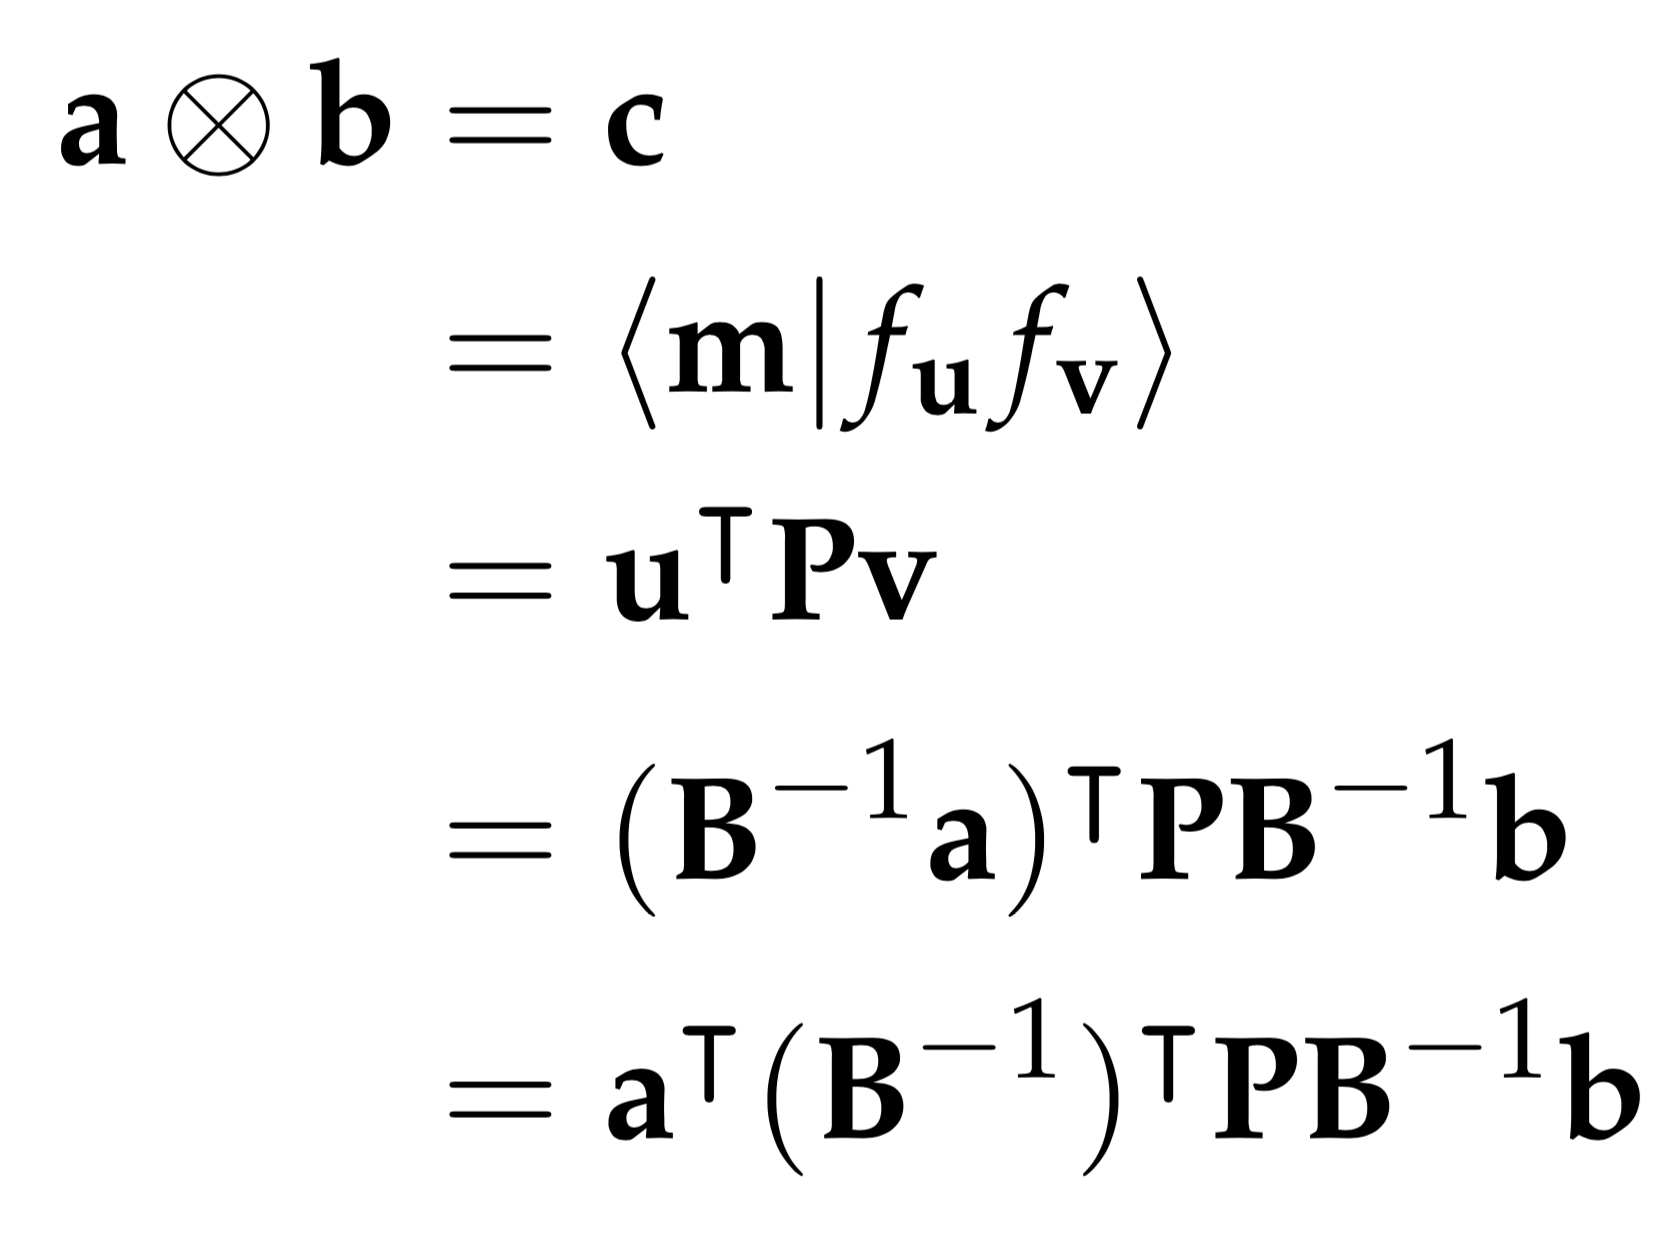 a ⊗ b = c
= ⟨m|f_u f_v⟩
= u^⊤Pv
= (B^{−1}a)^⊤PB^{−1}b
= a^⊤(B^{−1})^⊤PB^{−1}b